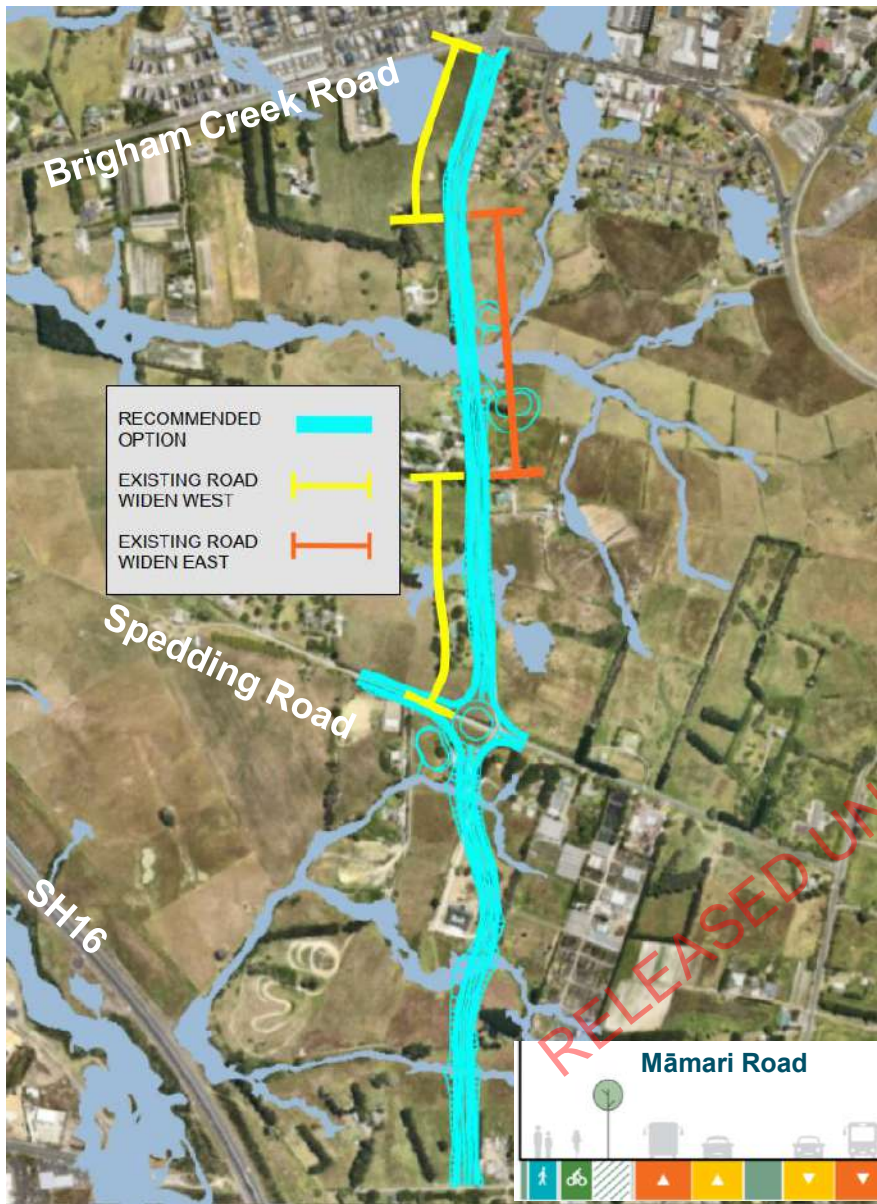 Brigham Creek Road
RECOMMENDED
OPTION
EXISTING ROAD
WIDEN WEST
EXISTING ROAD
WIDEN EAST
Spedding Road
SH16
RELEASED UN
Māmari Road